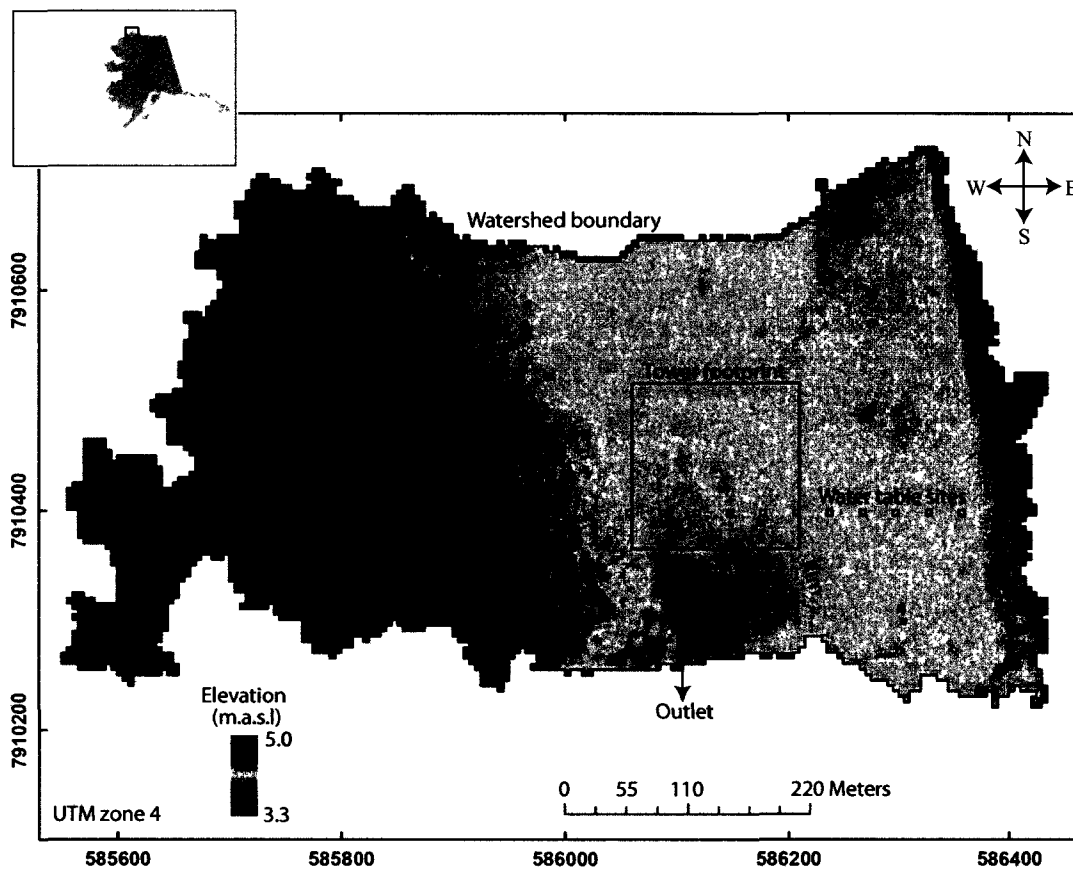 N
W E
S
Watershed boundary
7910600
Tower footprint
7910400
Water table sites
Elevation
(m.a.s.l)
5.0
3.3
Outlet
7910200
0 55 110 220 Meters
UTM zone 4
585600 585800 586000 586200 586400